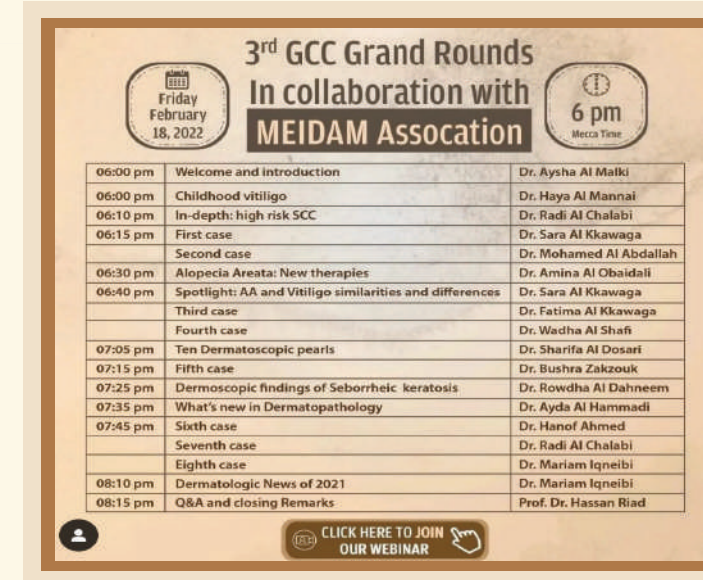 3rd GCC Grand Rounds
In collaboration with
MEIDAM Assocation
Friday
February
18, 2022
6 pm
Mecca Time
06:00 pm Welcome and introduction Dr. Aysha Al Malki
06:00 pm Childhood vitiligo Dr. Haya Al Mannai
06:10 pm In-depth: high risk SCC Dr. Radi Al Chalabi
06:15 pm First case Dr. Sara Al Kkawaga
Second case Dr. Mohamed Al Abdallah
06:30 pm Alopecia Areata: New therapies Dr. Amina Al Obaidali
06:40 pm Spotlight: AA and Vitiligo similarities and differences Dr. Sara Al Kkawaga
Third case Dr. Fatima Al Kkawaga
Fourth case Dr. Wadha Al Shafi
07:05 pm Ten Dermatoscopic pearls Dr. Sharifa Al Dosari
07:15 pm Fifth case Dr. Bushra Zakzouk
07:25 pm Dermoscopic findings of Seborrheic keratosis Dr. Rowdha Al Dahneem
07:35 pm What's new in Dermatopathology Dr. Ayda Al Hammadi
07:45 pm Sixth case Dr. Hanof Ahmed
Seventh case Dr. Radi Al Chalabi
Eighth case Dr. Mariam Iqneibi
08:10 pm Dermatologic News of 2021 Dr. Mariam Iqneibi
08:15 pm Q&A and closing Remarks Prof. Dr. Hassan Riad
CLICK HERE TO JOIN
OUR WEBINAR